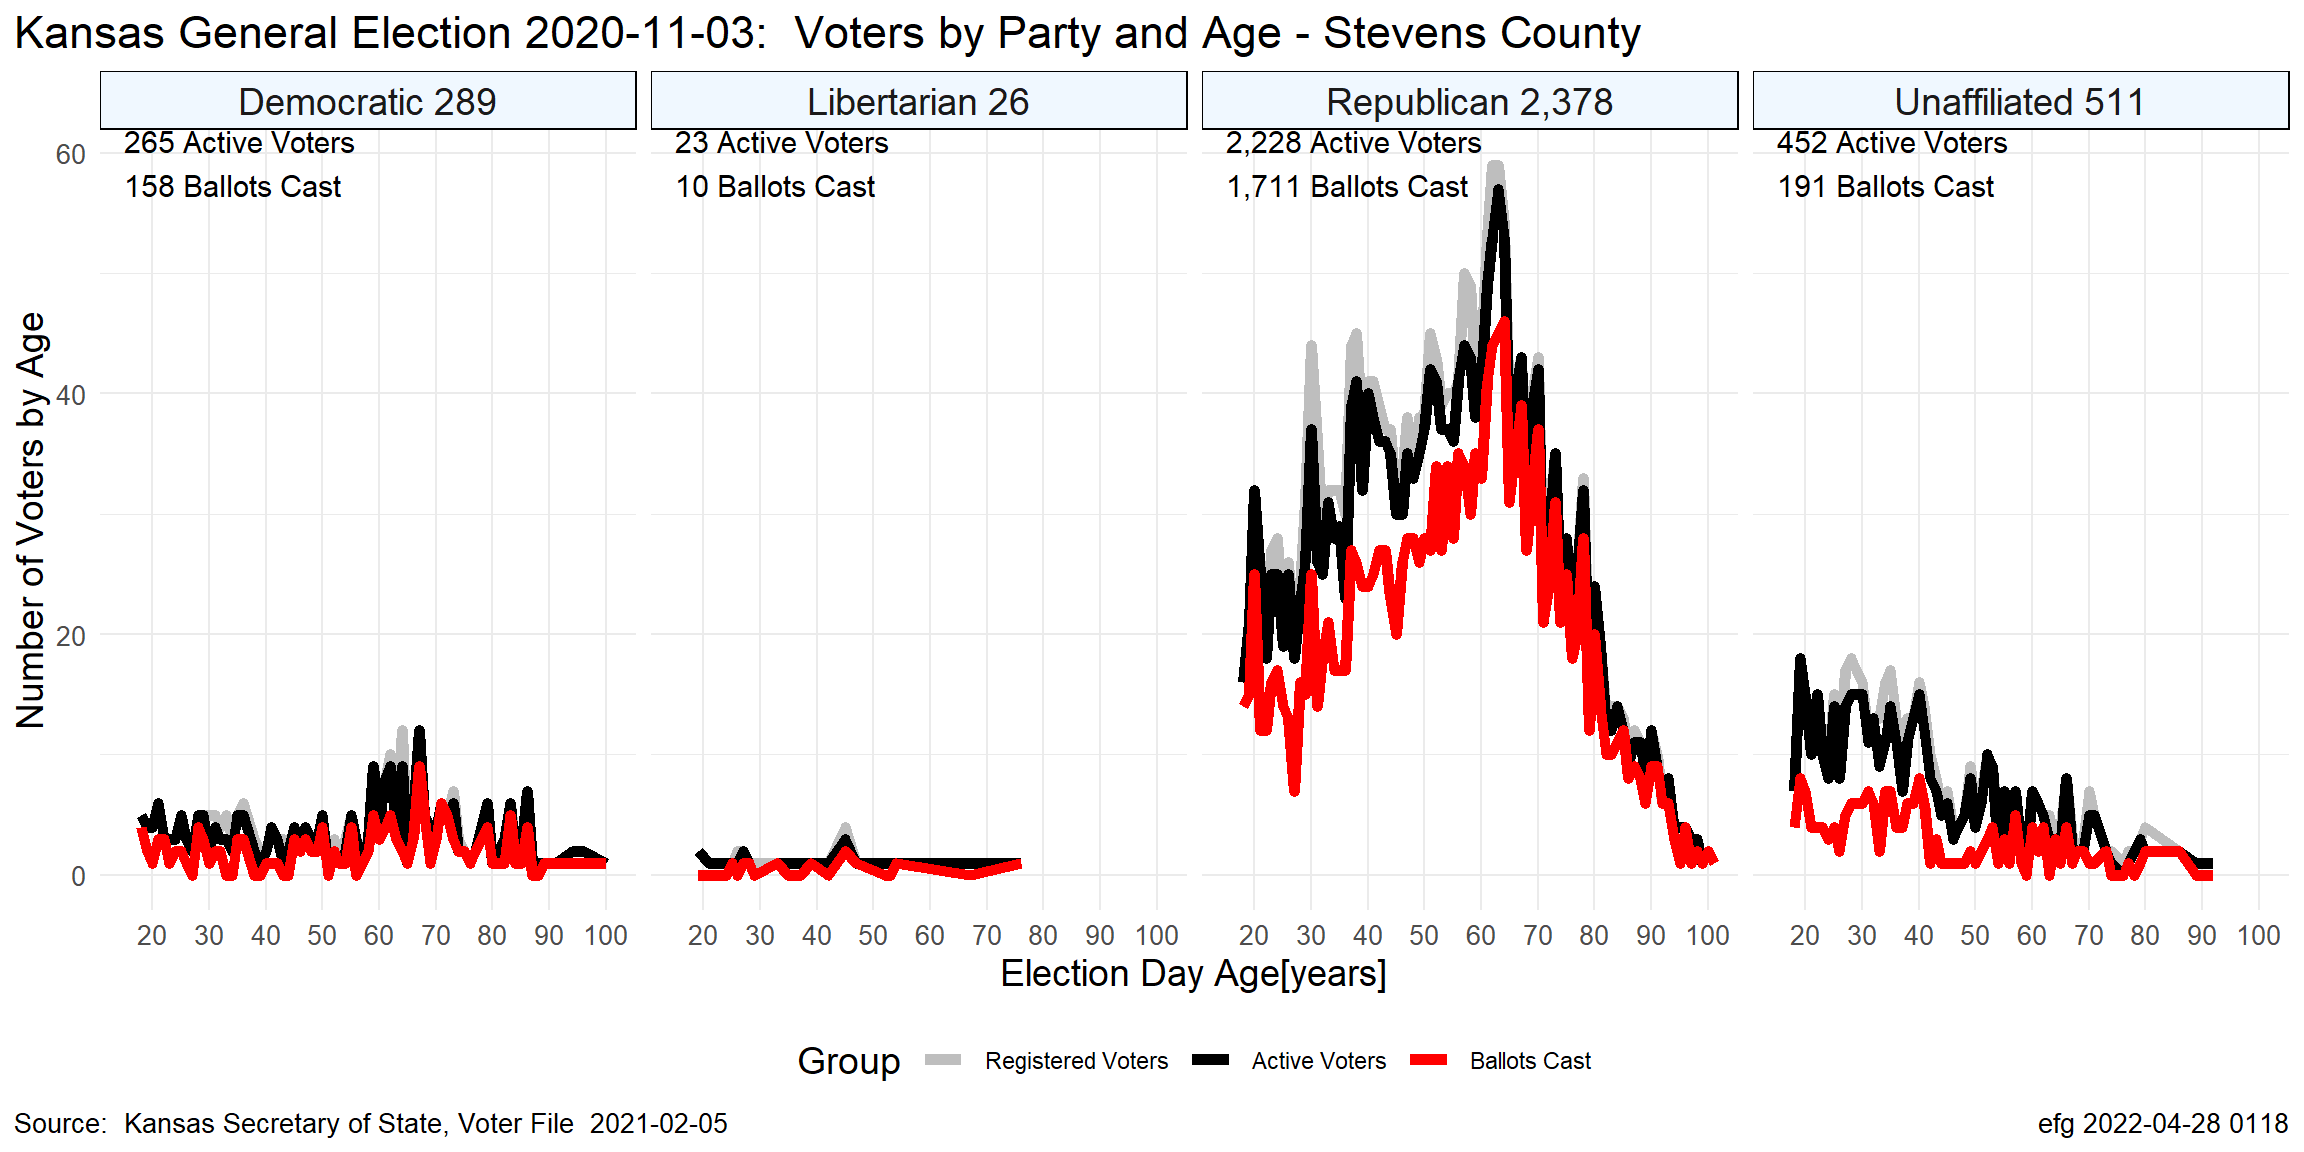 Kansas General Election 2020-11-03:  Voters by Party and Age - Stevens County
Democratic 289
Libertarian 26
Republican 2,378
Unaffiliated 511
265 Active Voters
158 Ballots Cast
23 Active Voters
10 Ballots Cast
2,228 Active Voters
1,711 Ballots Cast
452 Active Voters
191 Ballots Cast
Number of Voters by Age
60
40
20
0
20 30 40 50 60 70 80 90 100
20 30 40 50 60 70 80 90 100
20 30 40 50 60 70 80 90 100
20 30 40 50 60 70 80 90 100
Election Day Age[years]
Group Registered Voters Active Voters Ballots Cast
Source:  Kansas Secretary of State, Voter File  2021-02-05
efg 2022-04-28 0118